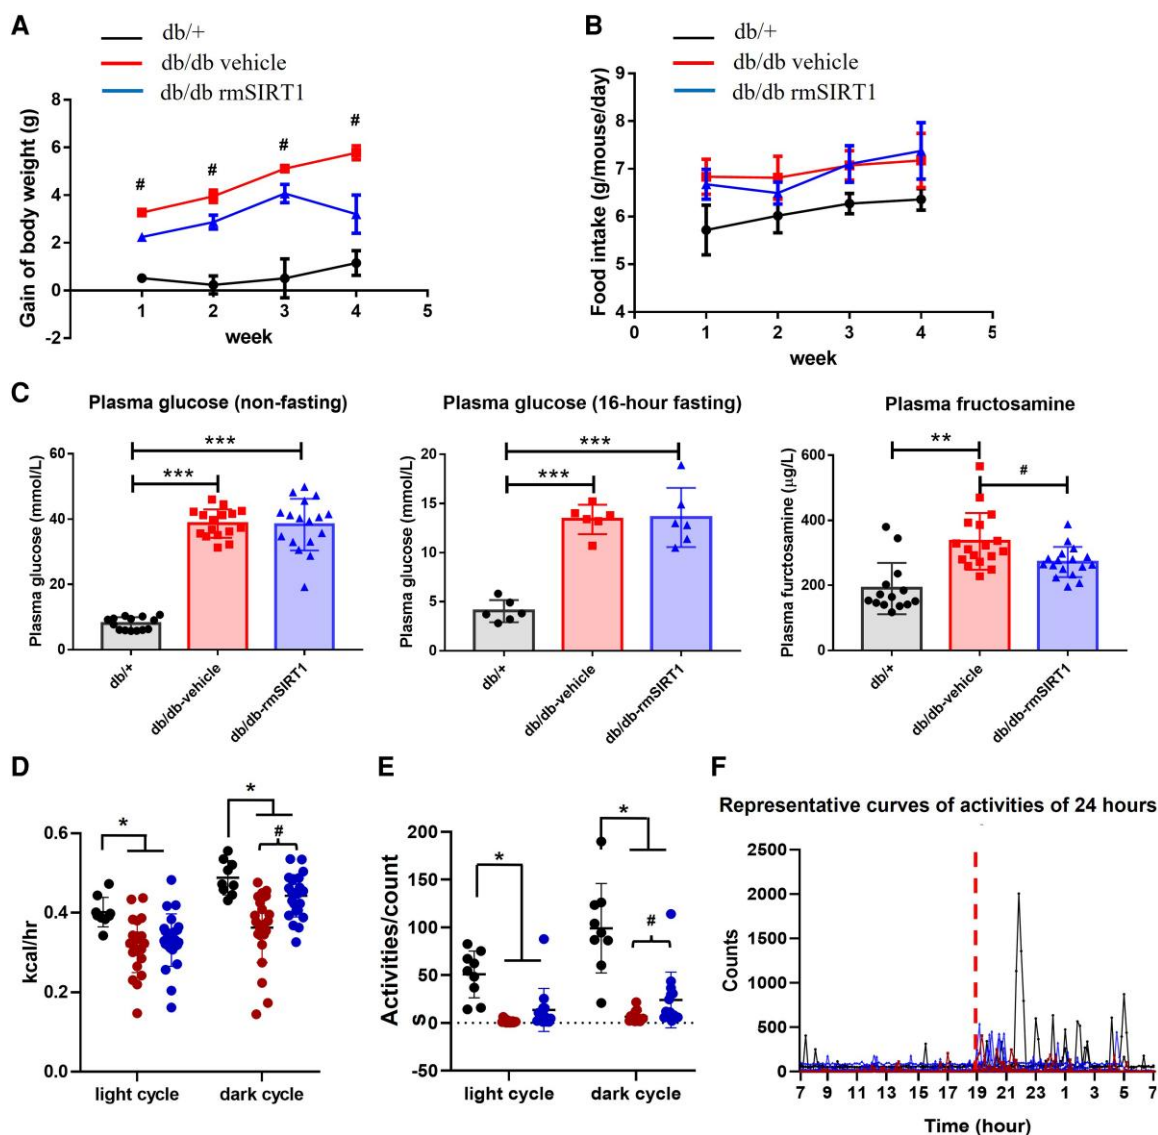 A
db/+
db/db vehicle
db/db rmSIRT1
Gain of body weight (g)
8
6
4
2
0
-2
#
#
#
#
1
2
3
4
5
week
B
db/+
db/db vehicle
db/db rmSIRT1
Food intake (g/mouse/day)
9
8
7
6
5
4
0
1
2
3
4
5
week
C
Plasma glucose (non-fasting)
Plasma glucose (mmol/L)
60
40
20
0
***
***
db/+
db/db-vehicle
db/db-rmSIRT1
Plasma glucose (16-hour fasting)
Plasma glucose (mmol/L)
20
15
10
5
0
***
***
db/+
db/db-vehicle
db/db-rmSIRT1
Plasma fructosamine
Plasma furctosamine (μg/L)
600
400
200
0
**
#
db/+
db/db-vehicle
db/db-rmSIRT1
D
kcal/hr
0.6
0.4
0.2
0.0
*
*
#
light cycle
dark cycle
E
Activities/count
200
150
100
50
0
-50
*
*
#
light cycle
dark cycle
F
Representative curves of activities of 24 hours
Counts
2500
2000
1500
1000
500
0
7 9 11 13 15 17 19 21 23 1 3 5 7
Time (hour)